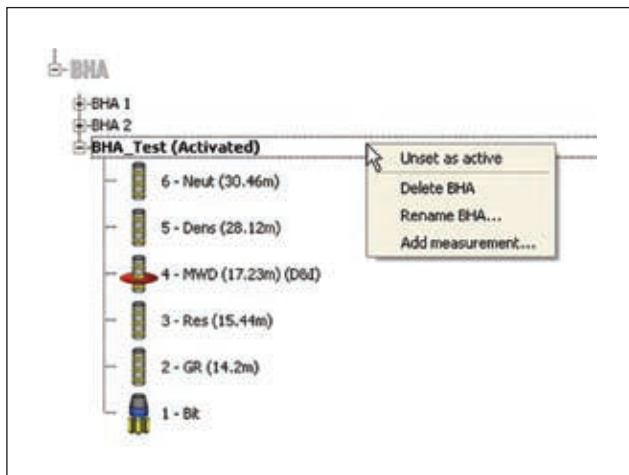 BHA
BHA 1
BHA 2
BHA_Test (Activated)
6 - Neut (30.46m)
5 - Dens (28.12m)
4 - MWD (17.23m) (D&I)
3 - Res (15.44m)
2 - GR (14.2m)
1 - Bit
Unset as active
Delete BHA
Rename BHA...
Add measurement...